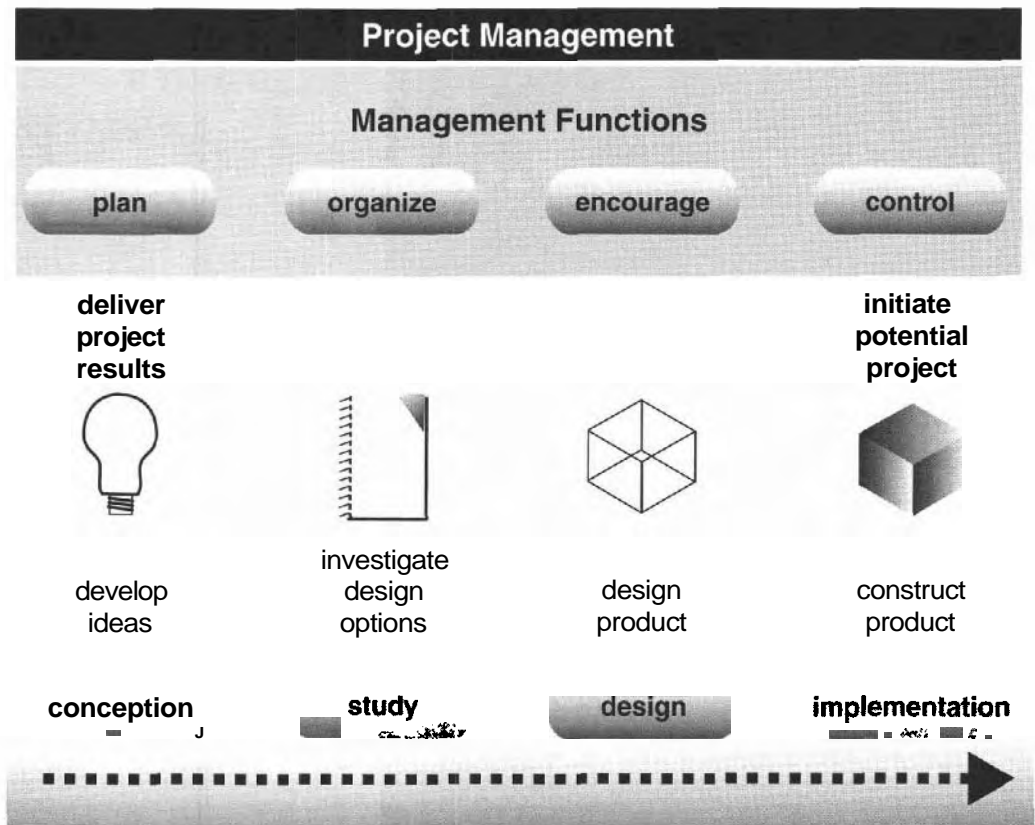 Project Management
Management Functions
plan organize encourage control
deliver
project
results
initiate
potential
project
develop
ideas
investigate
design
options
design
product
construct
product
conception study design implementation